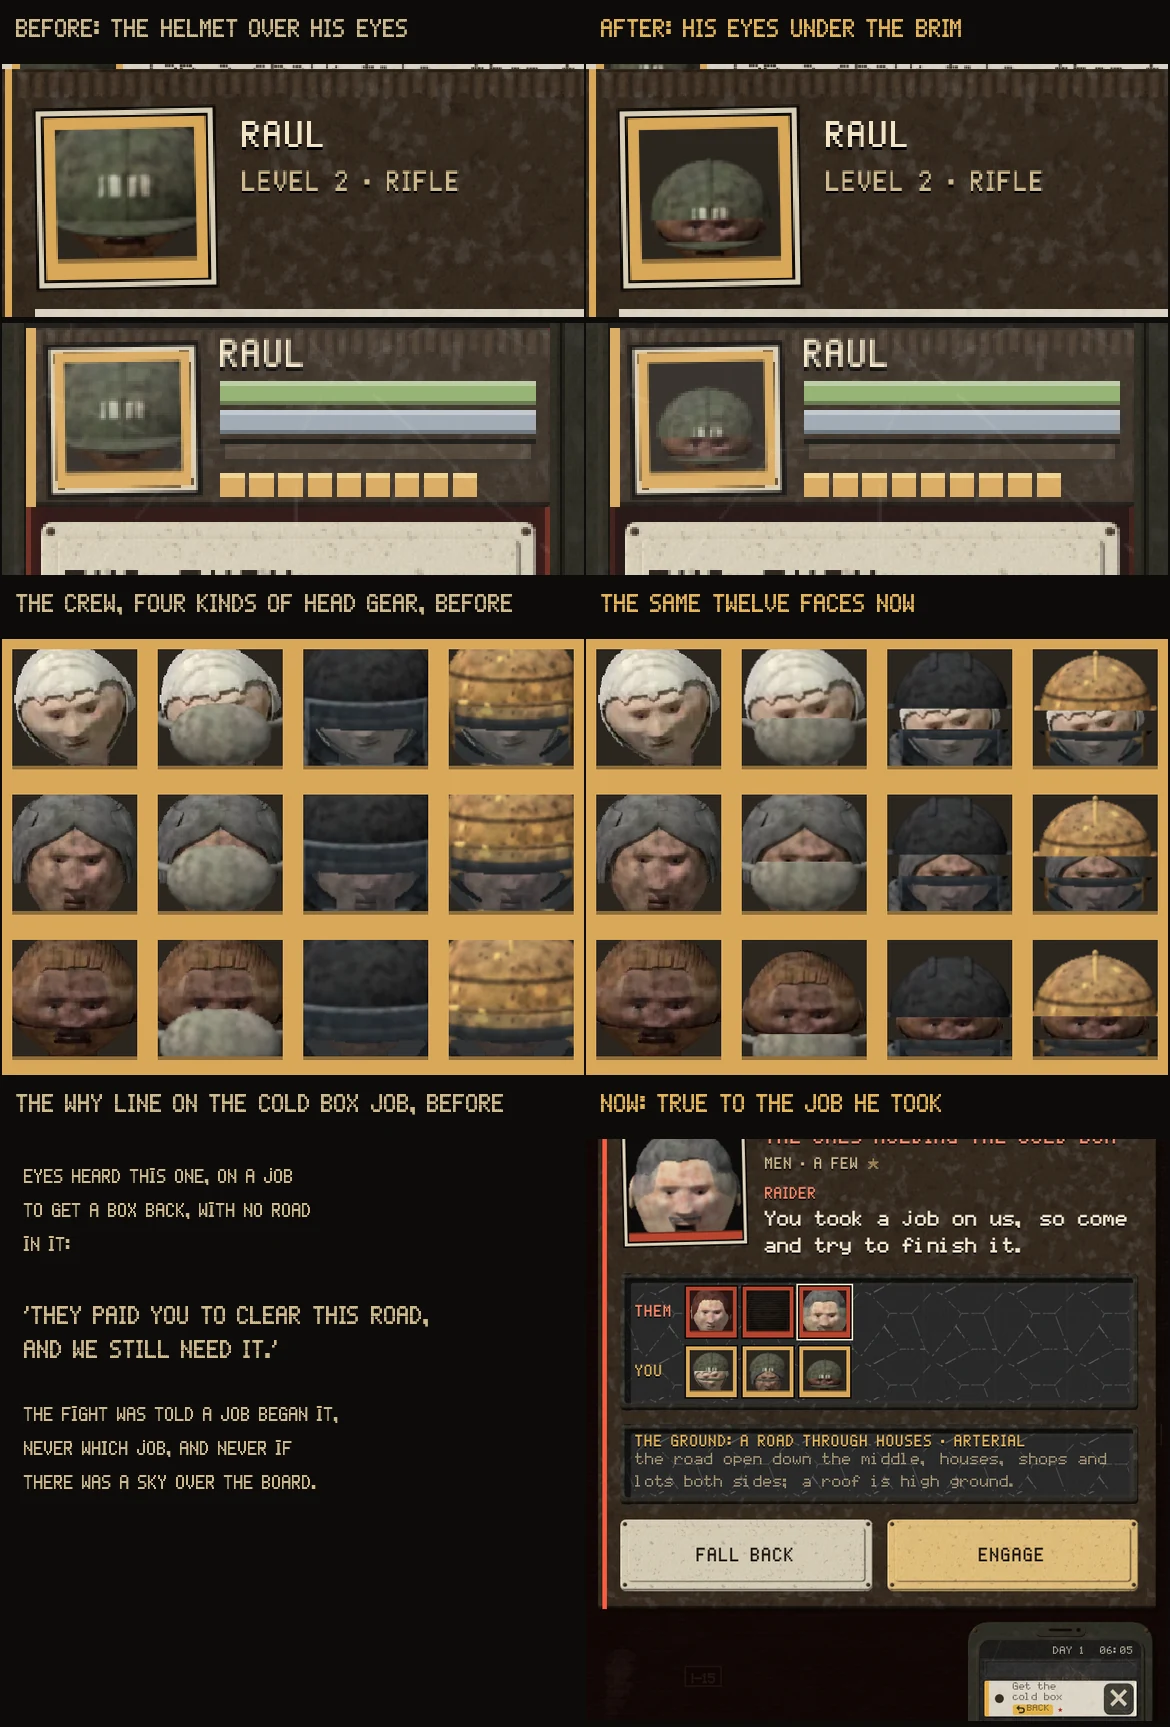 BEFORE: THE HELMET OVER HIS EYES
AFTER: HIS EYES UNDER THE BRIM
RAUL
LEVEL 2 · RIFLE
RAUL
LEVEL 2 · RIFLE
RAUL
RAUL
THE CREW, FOUR KINDS OF HEAD GEAR, BEFORE
THE SAME TWELVE FACES NOW
THE WHY LINE ON THE COLD BOX JOB, BEFORE
EYES HEARD THIS ONE, ON A JOB
TO GET A BOX BACK, WITH NO ROAD
IN IT:
'THEY PAID YOU TO CLEAR THIS ROAD,
AND WE STILL NEED IT.'
THE FIGHT WAS TOLD A JOB BEGAN IT,
NEVER WHICH JOB, AND NEVER IF
THERE WAS A SKY OVER THE BOARD.
NOW: TRUE TO THE JOB HE TOOK
THE ONES HOLDING THE COLD BOX
MEN · A FEW ★
RAIDER
You took a job on us, so come
and try to finish it.
THEM
YOU
THE GROUND: A ROAD THROUGH HOUSES · ARTERIAL
the road open down the middle, houses, shops and
lots both sides; a roof is high ground.
FALL BACK
ENGAGE
I-15
DAY 1 06:05
Get the
cold box
BACK